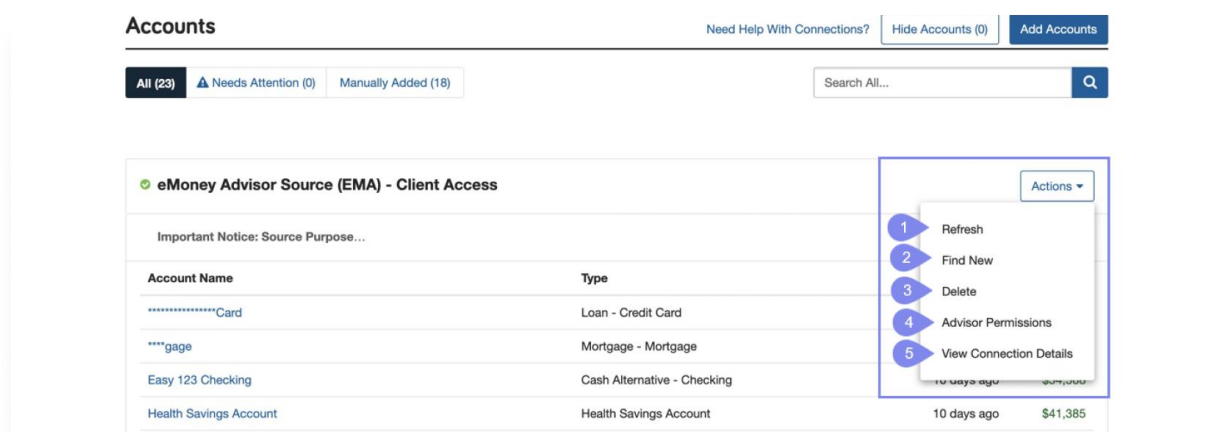 Accounts
Need Help With Connections?
Hide Accounts (0)
Add Accounts
All (23)
Needs Attention (0)
Manually Added (18)
Search All...
eMoney Advisor Source (EMA) - Client Access
Actions
Important Notice: Source Purpose...
1 Refresh
2 Find New
3 Delete
4 Advisor Permissions
5 View Connection Details
Account Name Type
***************Card Loan - Credit Card
****gage Mortgage - Mortgage
Easy 123 Checking Cash Alternative - Checking 10 days ago
Health Savings Account Health Savings Account 10 days ago $41,385